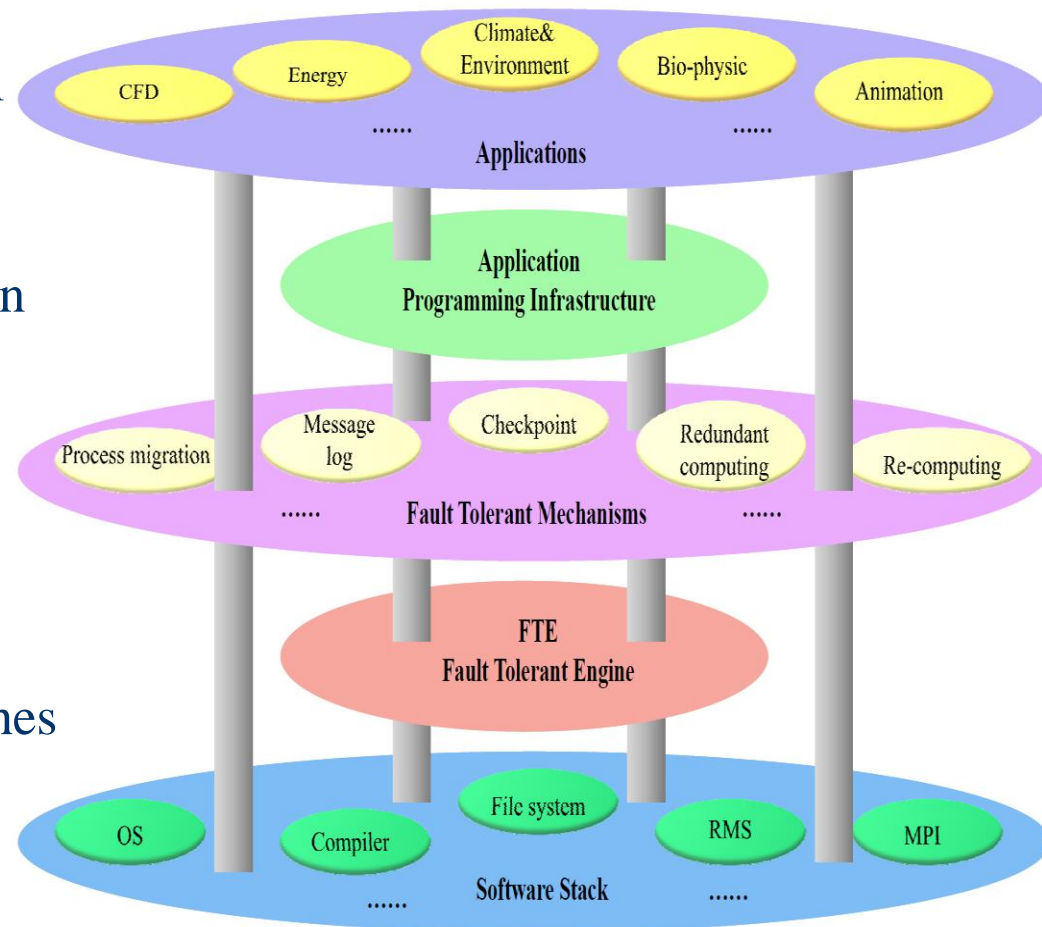 Climate&
Environment
Energy
Bio-physic
CFD
Animation
...... ......
Applications
Application
Programming Infrastructure
n
Checkpoint
Message
log
Redundant
computing
Process migration
Re-computing
...... Fault Tolerant Mechanisms ......
FTE
Fault Tolerant Engine
nes
File system
OS
Compiler
RMS
MPI
...... Software Stack ......